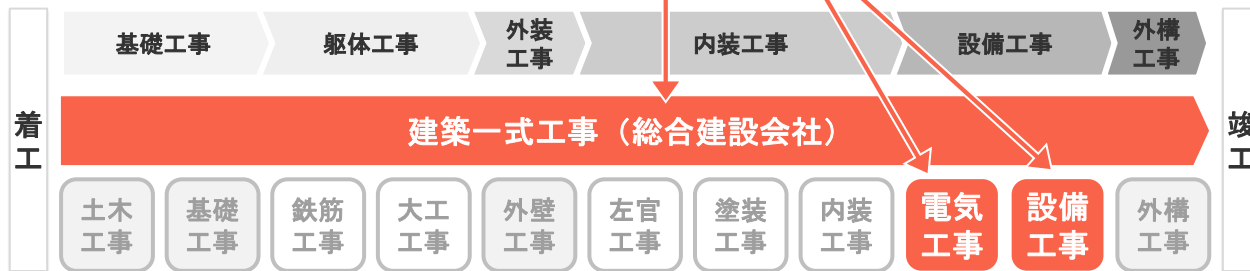 着
工
基礎工事
躯体工事
外装
工事
内装工事
設備工事
外構
工事
建築一式工事（総合建設会社）
土木
工事
基礎
工事
鉄筋
工事
大工
工事
外壁
工事
左官
工事
塗装
工事
内装
工事
電気
工事
設備
工事
外構
工事
竣
工